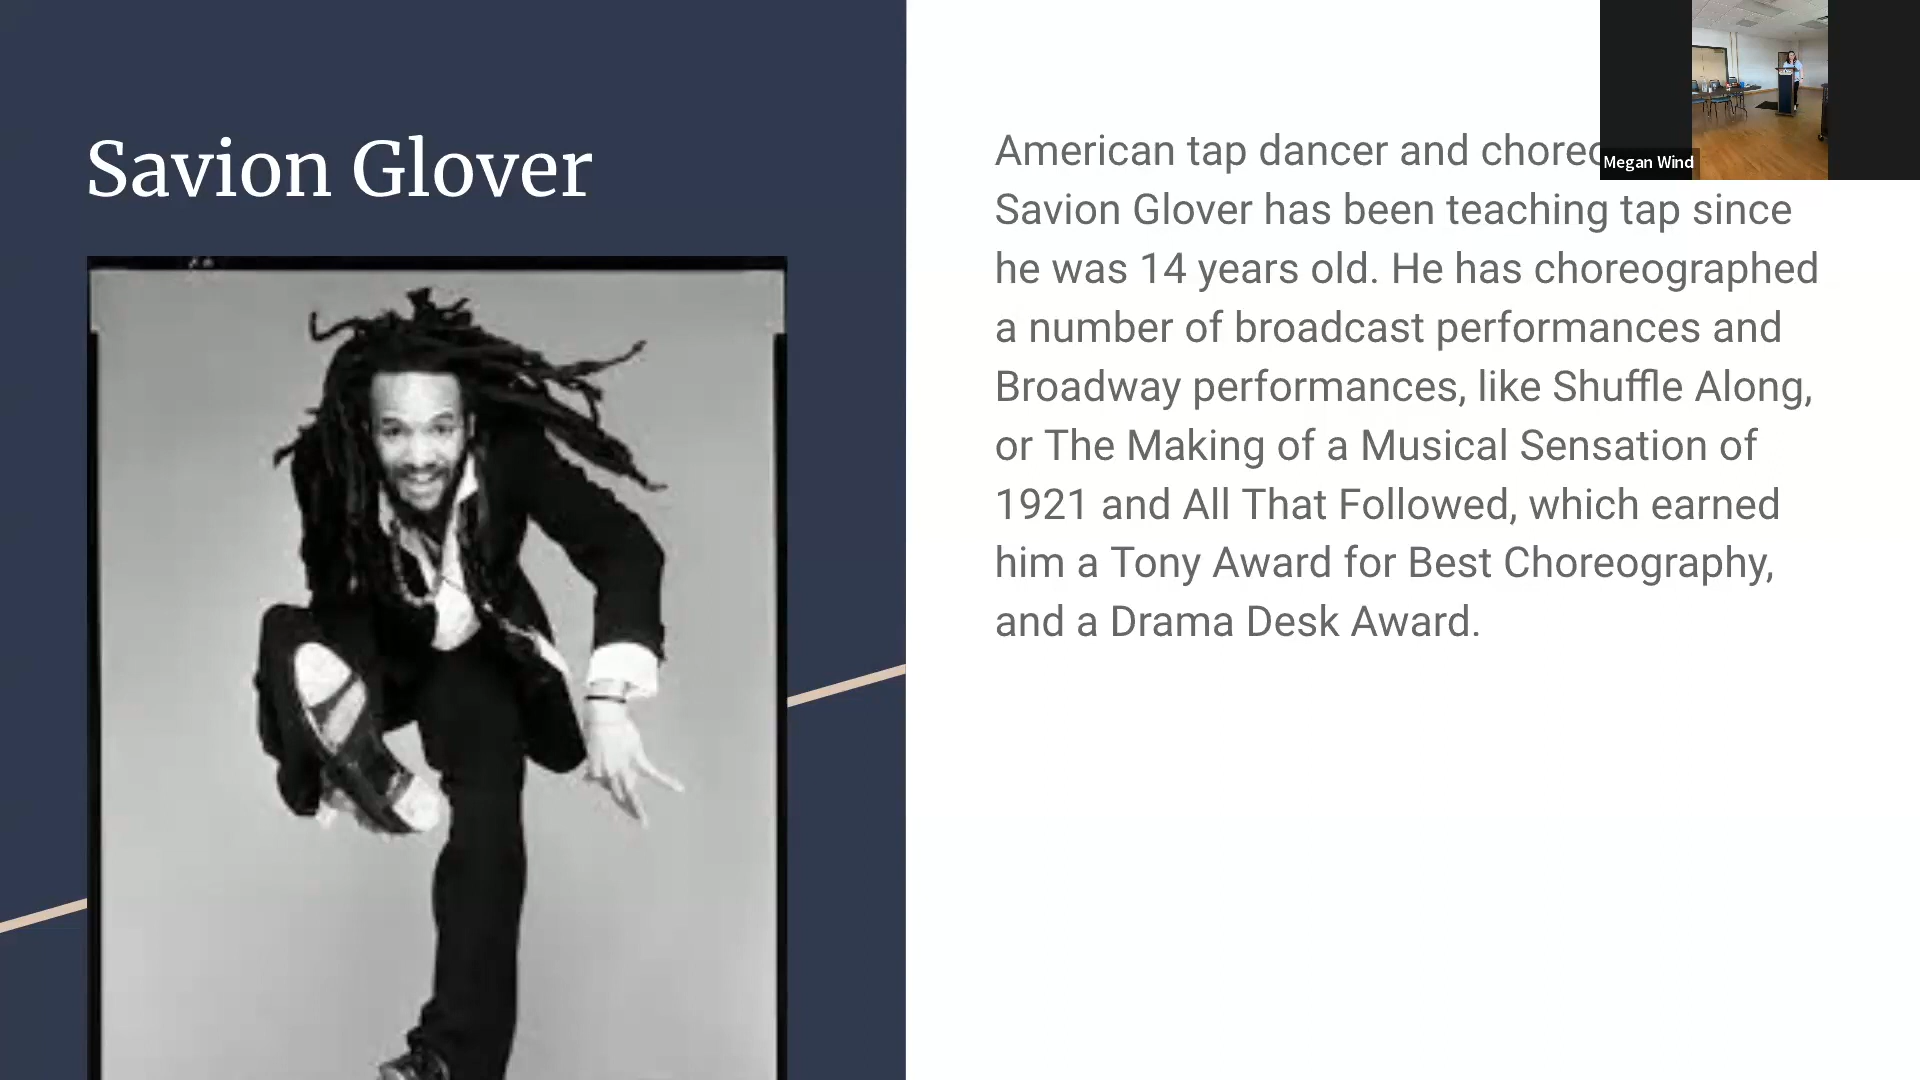 Savion Glover
American tap dancer and
Savion Glover has been teaching tap since
he was 14 years old. He has choreographed
a number of broadcast performances and
Broadway performances, like Shuffle Along,
or The Making of a Musical Sensation of
1921 and All That Followed, which earned
him a Tony Award for Best Choreography,
and a Drama Desk Award.
Megan Wind